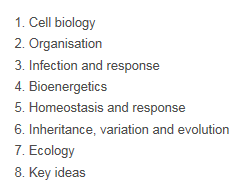 1. Cell biology
2. Organisation
3. Infection and response
4. Bioenergetics
5. Homeostasis and response
6. Inheritance, variation and evolution
7. Ecology
8. Key ideas